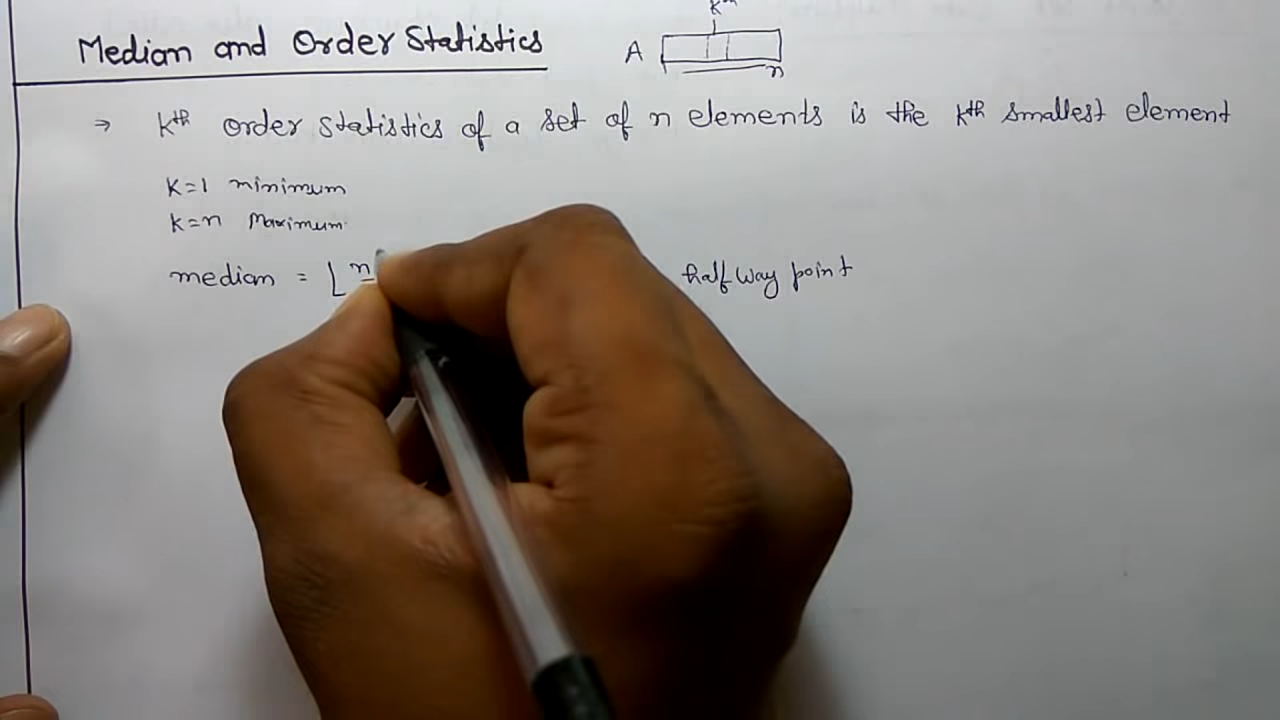 Median and Order Statistics
A
n
⇒ Kth order statistics of a set of n elements is the kth smallest element
K=1 minimum
K=n Maximum
median = ⌊n half way point